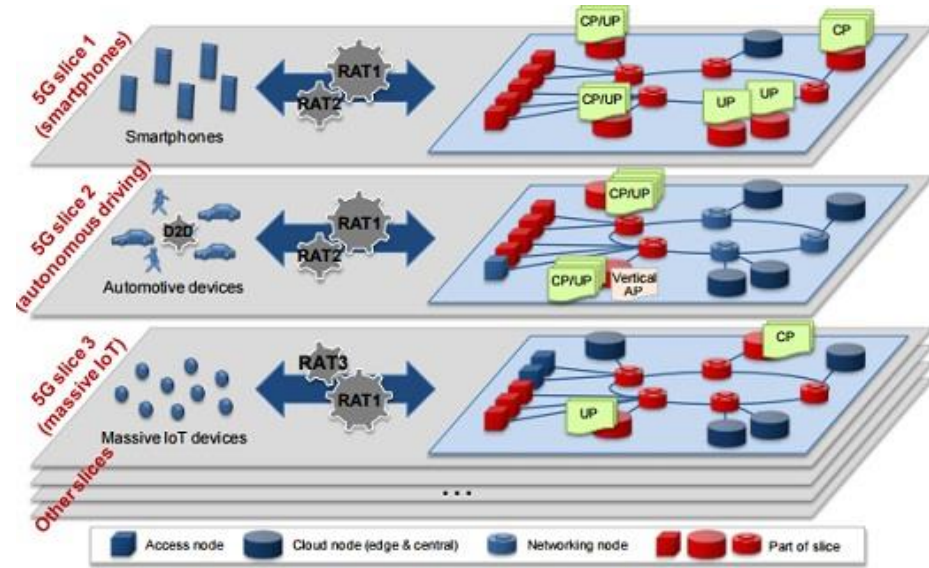 5G slice 1
(smartphones)
Smartphones
RAT1
RAT2
CP/UP
CP
CP/UP
UP
UP
5G slice 2
(autonomous driving)
D2D
Automotive devices
RAT1
RAT2
CP/UP
CP/UP
Vertical
AP
5G slice 3
(massive IoT)
Massive IoT devices
RAT3
RAT1
CP
UP
Other slices
...
Access node
Cloud node (edge & central)
Networking node
Part of slice